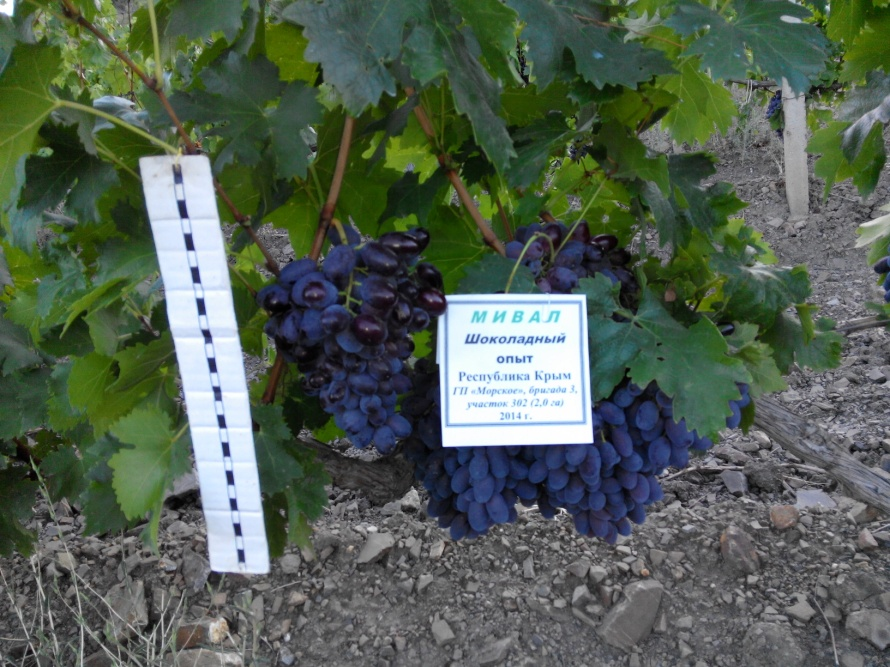 МИВАЛ
Шоколадный
опыт
Республика Крым
ГП «Морское», бригада 3,
участок 302 (2,0 га)
2014 г.